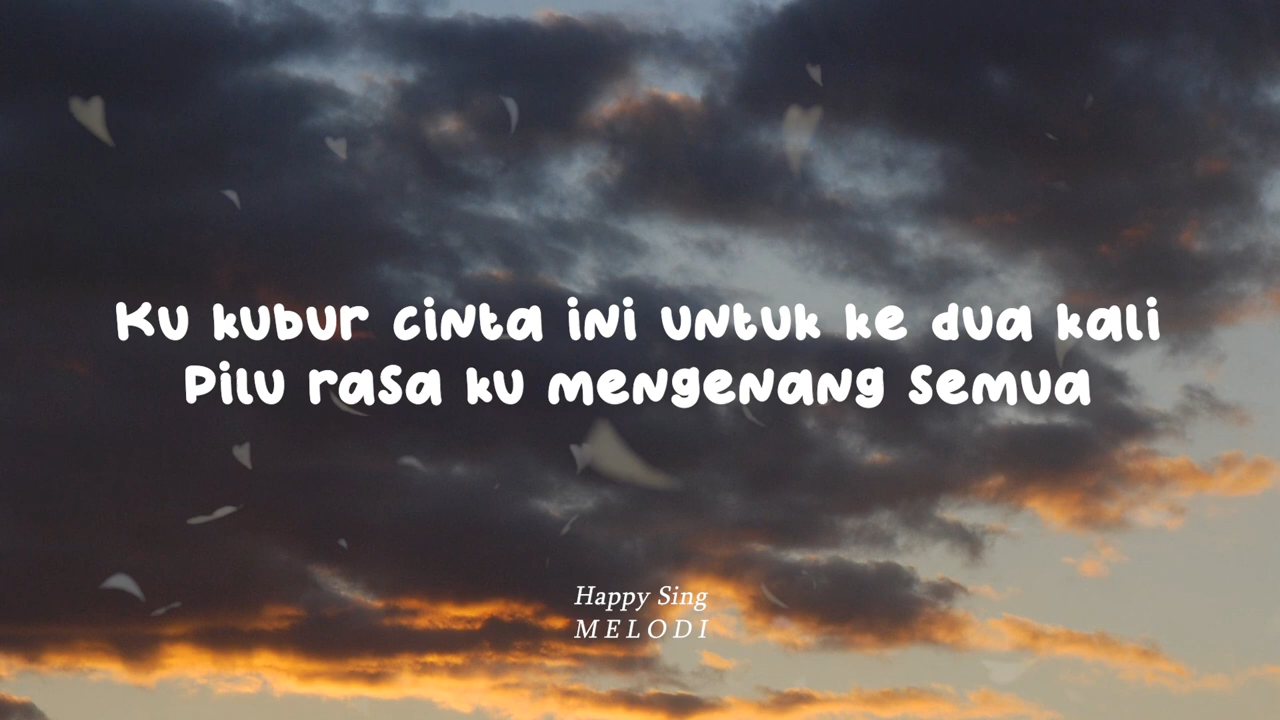 Ku kubur cinta ini untuk ke dua kali
Pilu rasa ku mengenang semua
Happy Sing
MELODI